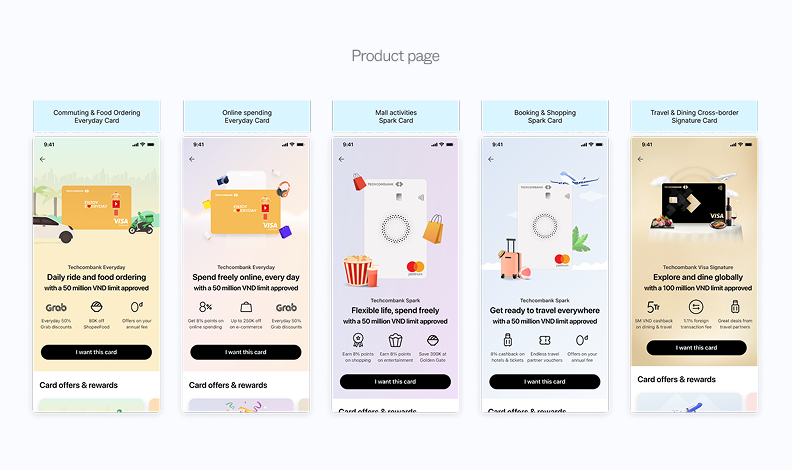 Product page
Commuting & Food Ordering
Everyday Card
9:41
TECHCOMBANK
ENJOY
EVERYDAY
VISA
Techcombank Everyday
Daily ride and food ordering
with a 50 million VND limit approved
Grab
Everyday 50%
Grab discounts
80K off
ShopeeFood
Offers on your
annual fee
I want this card
Card offers & rewards
Online spending
Everyday Card
9:41
TECHCOMBANK
ENJOY
EVERYDAY
VISA
Techcombank Everyday
Spend freely online, every day
with a 50 million VND limit approved
8%
Get 8% points on
online spending
Up to 250K off
on e-commerce
Grab
Everyday 50%
Grab discounts
I want this card
Card offers & rewards
Mall activities
Spark Card
9:41
TECHCOMBANK
mastercard
platinum
Techcombank Spark
Flexible life, spend freely
with a 50 million VND limit approved
Earn 8% points
on shopping
Earn 8% points
on entertainment
Save 300K at
Golden Gate
I want this card
Card offers & rewards
Booking & Shopping
Spark Card
9:41
TECHCOMBANK
mastercard
platinum
Techcombank Spark
Get ready to travel everywhere
with a 50 million VND limit approved
8% cashback on
hotels & tickets
Endless travel
partner vouchers
Offers on your
annual fee
I want this card
Card offers & rewards
Travel & Dining Cross-border
Signature Card
9:41
TECHCOMBANK
VISA
Techcombank Visa Signature
Explore and dine globally
with a 100 million VND limit approved
5Tr
5M VND cashback
on dining & travel
1.1% foreign
transaction fee
Great deals from
travel partners
I want this card
Card offers & rewards